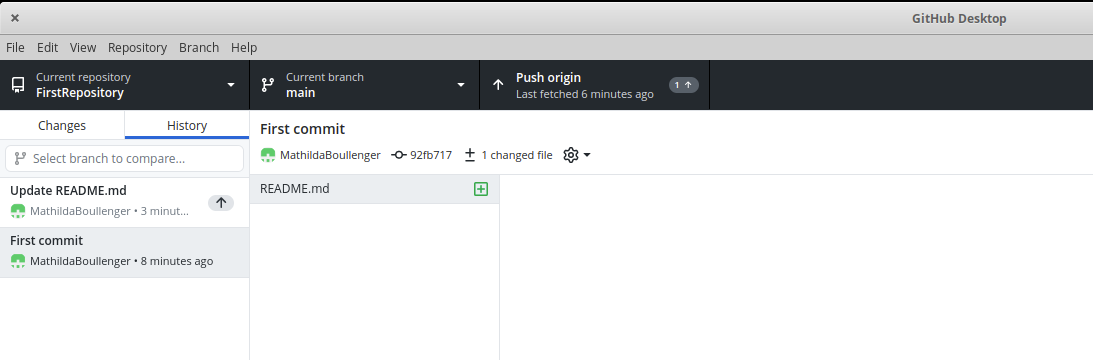 GitHub Desktop
File Edit View Repository Branch Help
Current repository
FirstRepository
Current branch
main
Push origin
Last fetched 6 minutes ago
1
Changes
History
Select branch to compare...
Update README.md
MathildaBoullenger • 3 minut...
First commit
MathildaBoullenger • 8 minutes ago
First commit
MathildaBoullenger 92fb717 1 changed file
README.md